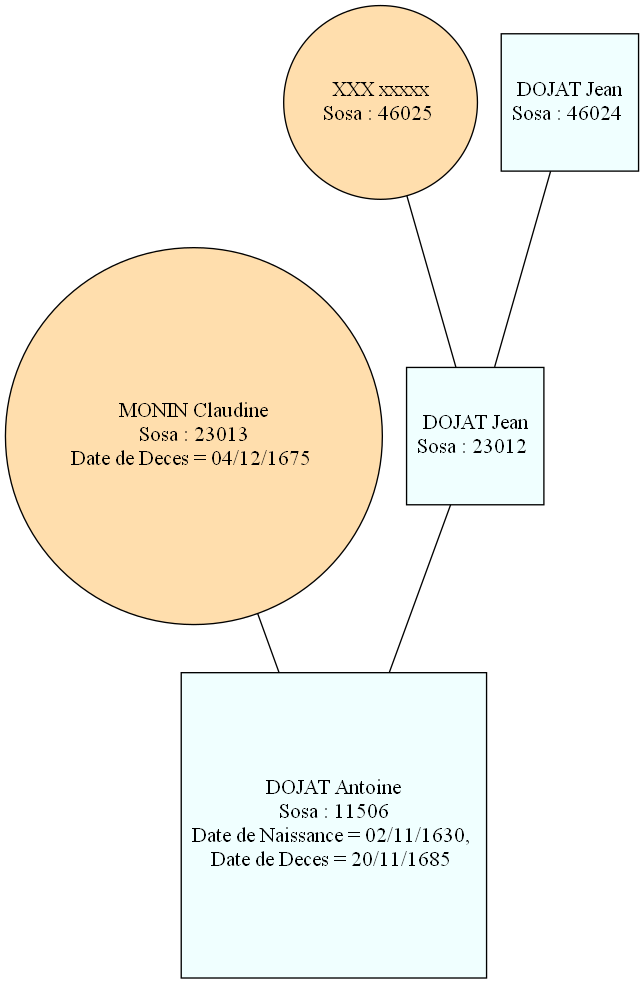 XXX xxxxx
Sosa : 46025
DOJAT Jean
Sosa : 46024
MONIN Claudine
Sosa : 23013
Date de Deces = 04/12/1675
DOJAT Jean
Sosa : 23012
DOJAT Antoine
Sosa : 11506
Date de Naissance = 02/11/1630,
Date de Deces = 20/11/1685